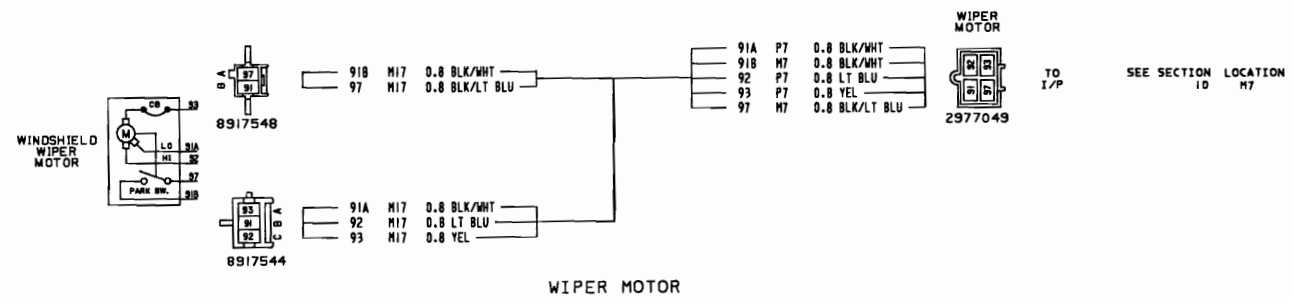 WIPER
MOTOR
91A P7 0.8 BLK/WHT
91B M7 0.8 BLK/WHT
92 P7 0.8 LT BLU
93 P7 0.8 YEL
97 M7 0.8 BLK/LT BLU
92 93
91 97
2977049
TO
I/P
SEE SECTION LOCATION
1D M7
B A
97
91
8917548
91B M17 0.8 BLK/WHT
97 M17 0.8 BLK/LT BLU
WINDSHIELD
WIPER
MOTOR
CB
93
M
LO 91A
HI 92
97
PARK SW.
91B
93
91
92
A
B
C
8917544
91A M17 0.8 BLK/WHT
92 M17 0.8 LT BLU
93 M17 0.8 YEL
WIPER MOTOR